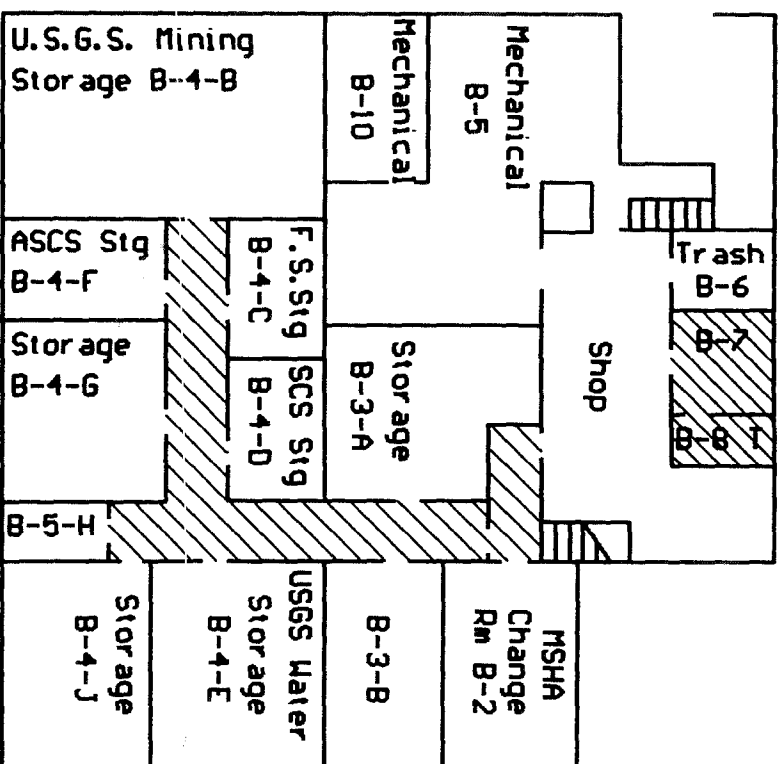 U.S.G.S. Mining
Storage B-4-B
Mechanical
B-10
Mechanical
B-5
ASCS Stg
B-4-F
F.S.Stg
B-4-C
Trash
B-6
Storage
B-4-G
SCS Stg
B-4-D
Storage
B-3-A
Shop
B-7
B-8 T
B-5-H
Storage
B-4-J
USGS Water
Storage
B-4-E
B-3-B
MSHA
Change
Rm B-2